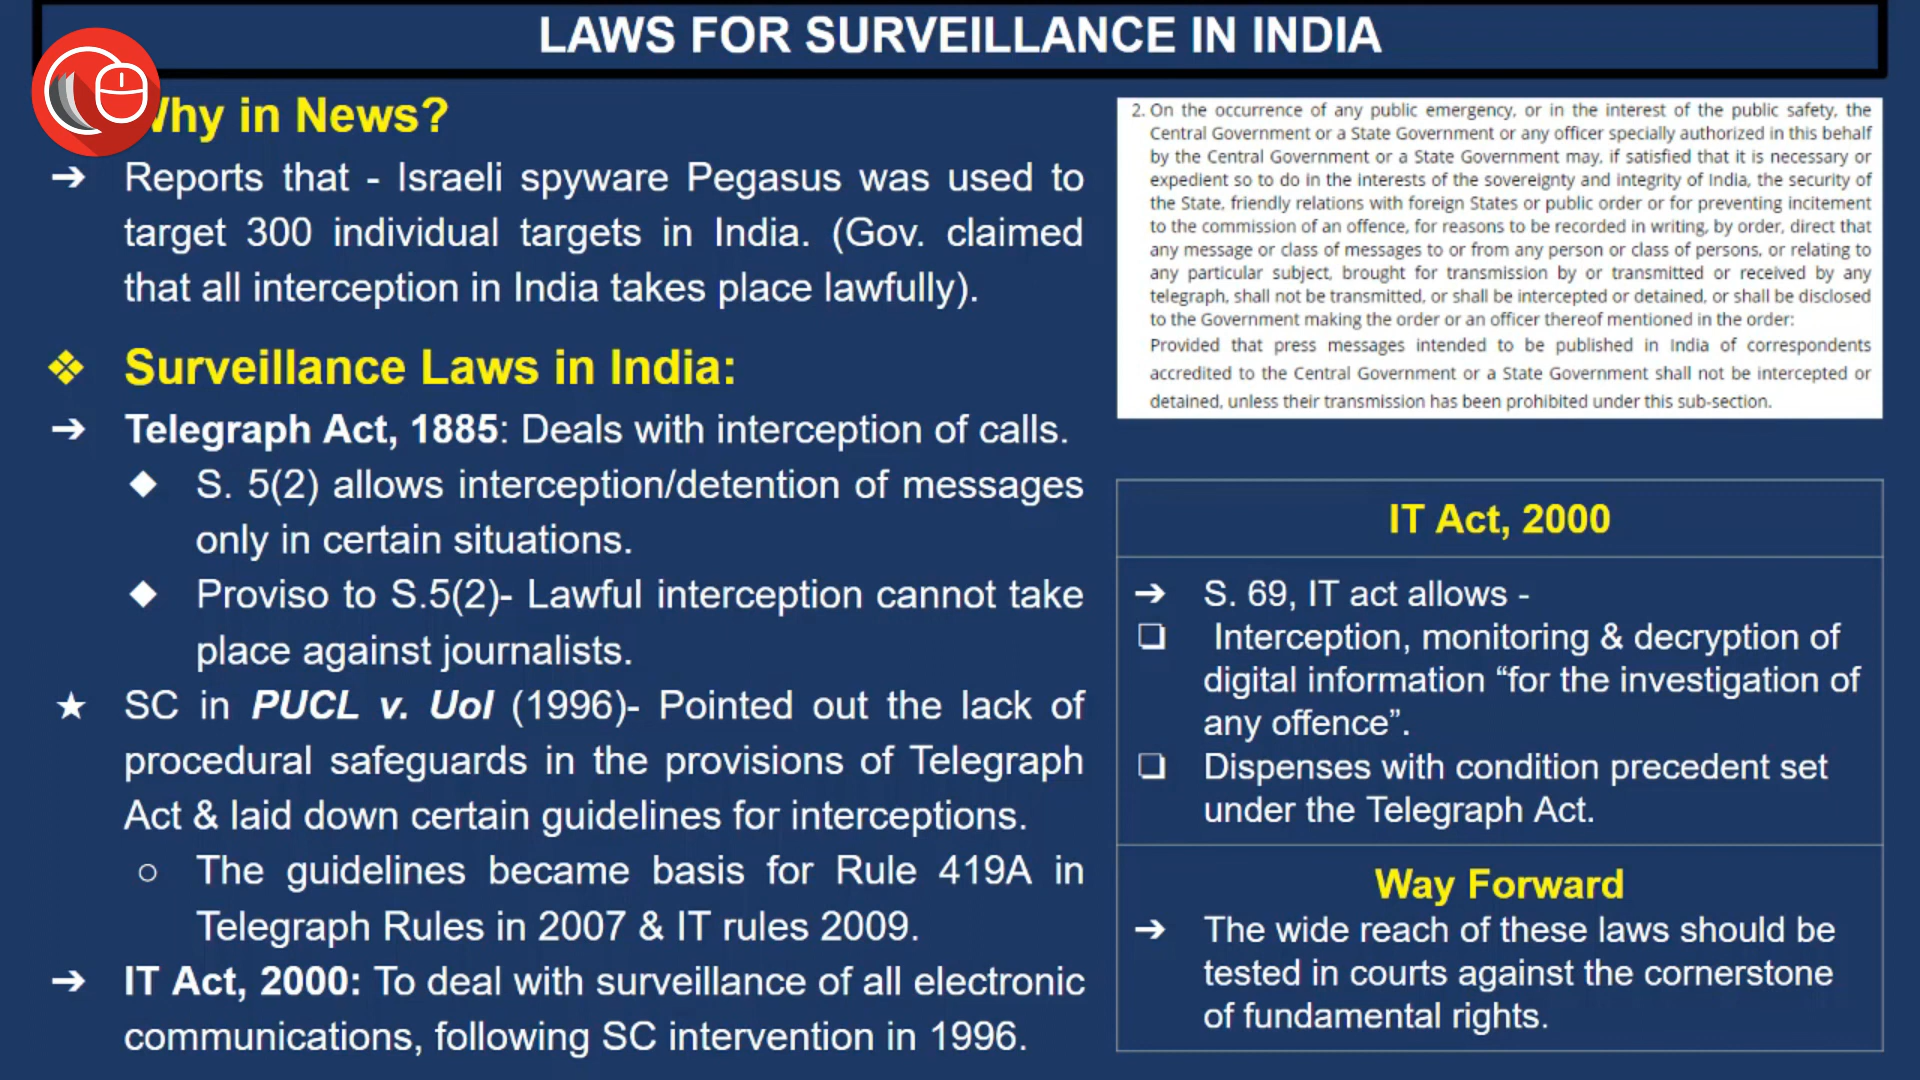 LAWS FOR SURVEILLANCE IN INDIA
Why in News?
➔ Reports that - Israeli spyware Pegasus was used to
target 300 individual targets in India. (Gov. claimed
that all interception in India takes place lawfully).
❖ Surveillance Laws in India:
➔ Telegraph Act, 1885: Deals with interception of calls.
◆ S. 5(2) allows interception/detention of messages
only in certain situations.
◆ Proviso to S.5(2)- Lawful interception cannot take
place against journalists.
★ SC in PUCL v. UoI (1996)- Pointed out the lack of
procedural safeguards in the provisions of Telegraph
Act & laid down certain guidelines for interceptions.
○ The guidelines became basis for Rule 419A in
Telegraph Rules in 2007 & IT rules 2009.
➔ IT Act, 2000: To deal with surveillance of all electronic
communications, following SC intervention in 1996.
2. On the occurrence of any public emergency, or in the interest of the public safety, the
Central Government or a State Government or any officer specially authorized in this behalf
by the Central Government or a State Government may, if satisfied that it is necessary or
expedient so to do in the interests of the sovereignty and integrity of India, the security of
the State, friendly relations with foreign States or public order or for preventing incitement
to the commission of an offence, for reasons to be recorded in writing, by order, direct that
any message or class of messages to or from any person or class of persons, or relating to
any particular subject, brought for transmission by or transmitted or received by any
telegraph, shall not be transmitted, or shall be intercepted or detained, or shall be disclosed
to the Government making the order or an officer thereof mentioned in the order:
Provided that press messages intended to be published in India of correspondents
accredited to the Central Government or a State Government shall not be intercepted or
detained, unless their transmission has been prohibited under this sub-section.
IT Act, 2000
➔ S. 69, IT act allows -
❏ Interception, monitoring & decryption of
digital information “for the investigation of
any offence”.
❏ Dispenses with condition precedent set
under the Telegraph Act.
Way Forward
➔ The wide reach of these laws should be
tested in courts against the cornerstone
of fundamental rights.